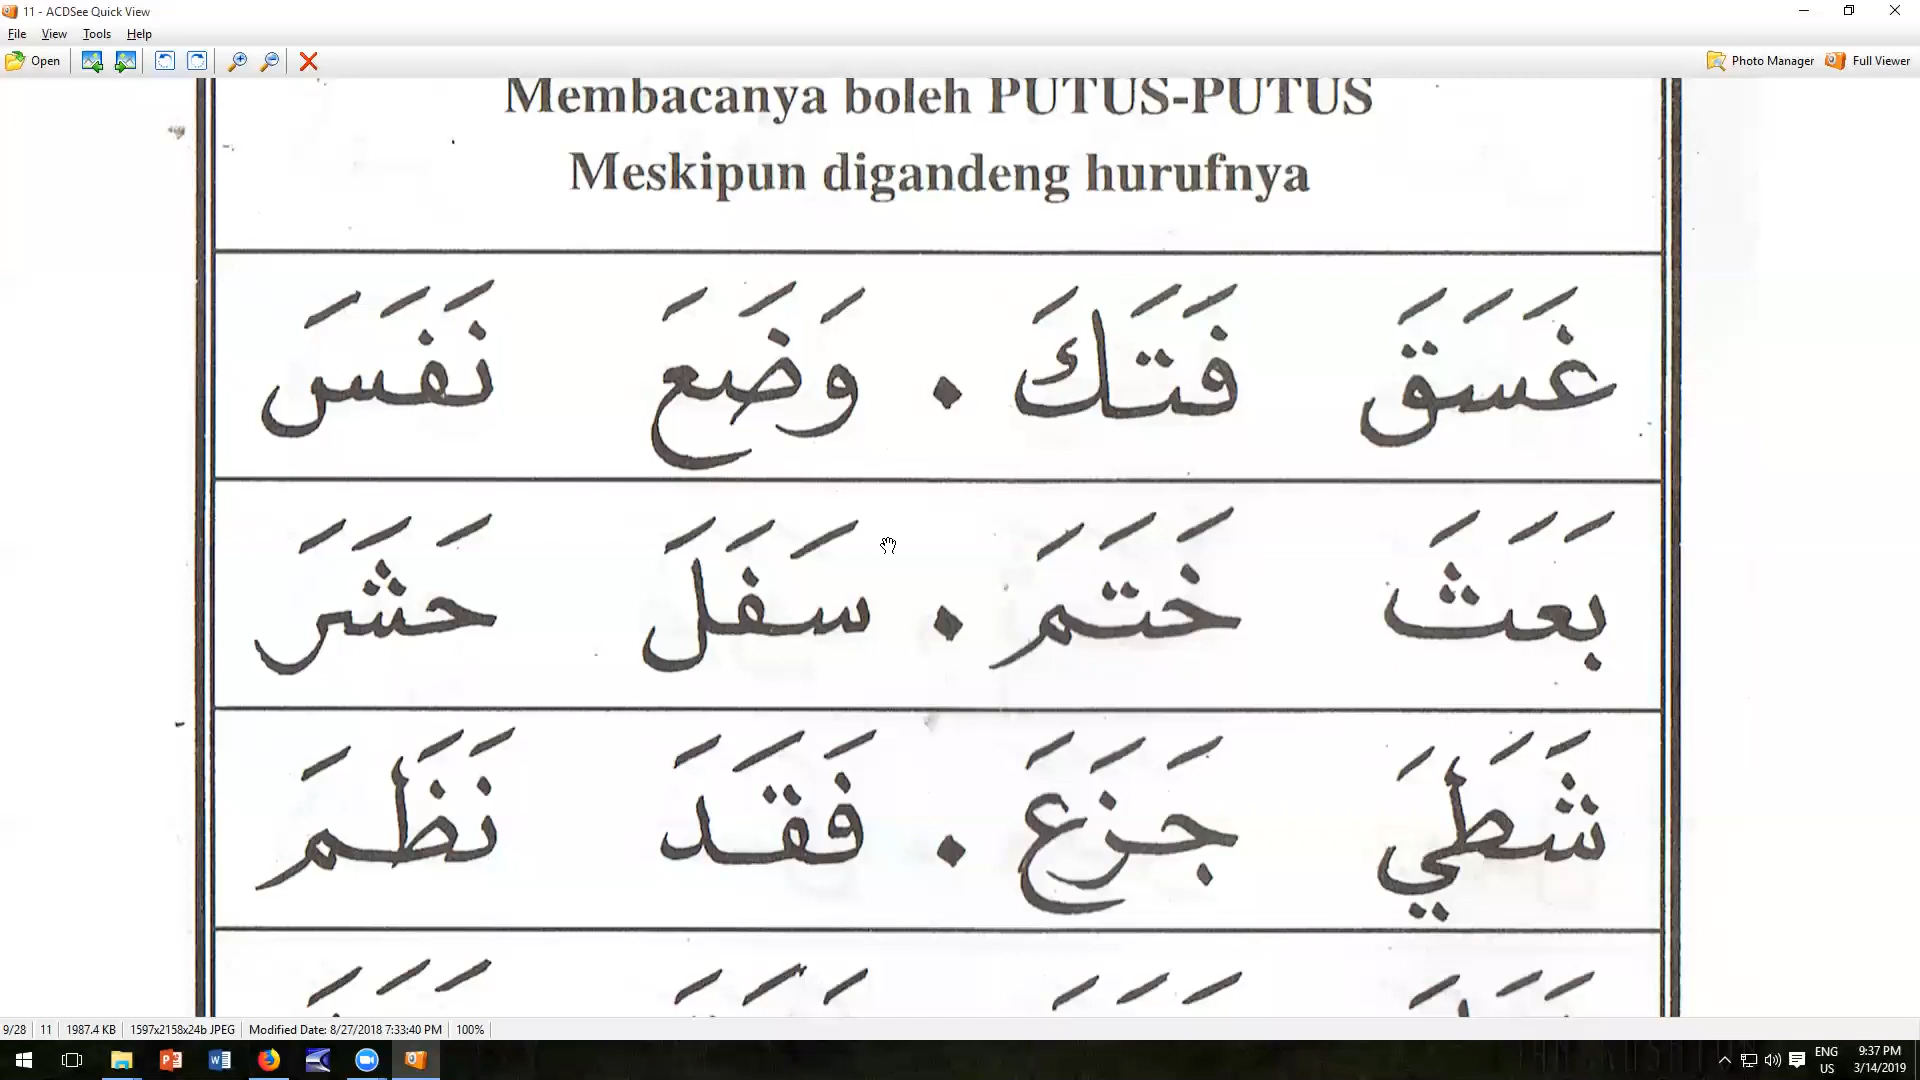 11 - ACDSee Quick View
File View Tools Help
Open Photo Manager Full Viewer
Membacanya boleh PUTUS-PUTUS
Meskipun digandeng hurufnya
غَسَقَ فَتَكَ . وَضَعَ نَفَسَ
بَعَثَ خَتَمَ . سَفَلَ حَشَرَ
شَطَيَ جَزَعَ . فَقَدَ نَظَمَ
9/28 11 1987.4 KB 1597x2158x24b JPEG Modified Date: 8/27/2018 7:33:40 PM 100%
ENG 9:37 PM
US 3/14/2019